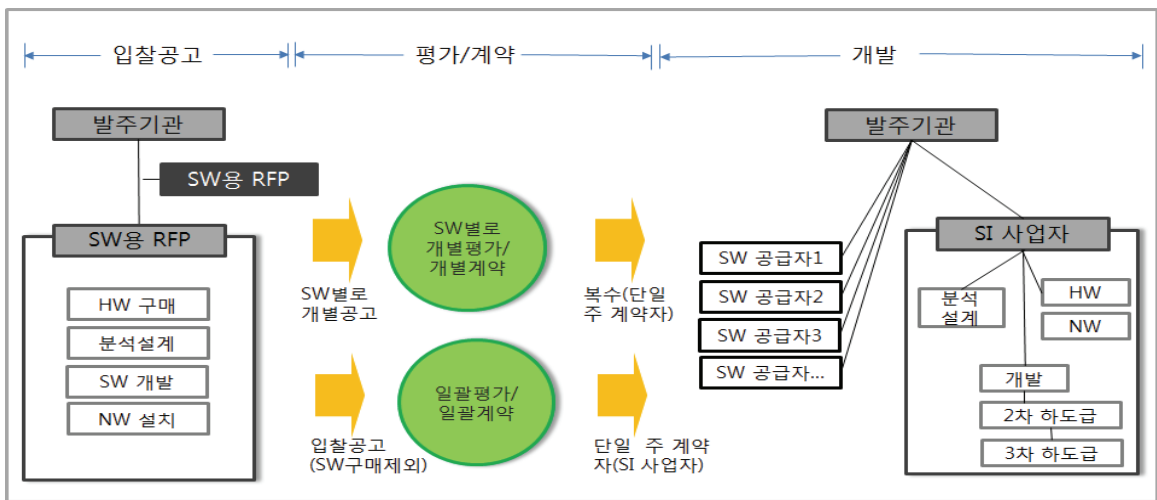 입찰공고
평가/계약
개발
발주기관
SW용 RFP
SW용 RFP
HW 구매
분석설계
SW 개발
NW 설치
SW별로
개별공고
입찰공고
(SW구매제외)
SW별로
개별평가/
개별계약
일괄평가/
일괄계약
복수(단일
주 계약자)
단일 주 계약
자(SI 사업자)
발주기관
SW 공급자1
SW 공급자2
SW 공급자3
SW 공급자...
SI 사업자
분석
설계
HW
NW
개발
2차 하도급
3차 하도급